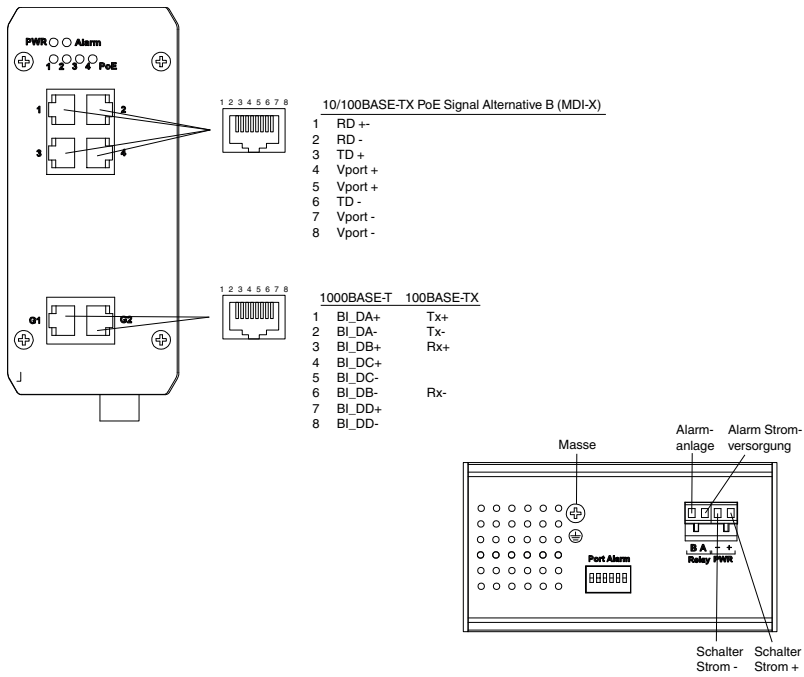 PWR Alarm
1 2 3 4 PoE
1 2
3 4
G1 G2
1 2 3 4 5 6 7 8
10/100BASE-TX PoE Signal Alternative B (MDI-X)
1 RD +-
2 RD -
3 TD +
4 Vport +
5 Vport +
6 TD -
7 Vport -
8 Vport -
1 2 3 4 5 6 7 8
1000BASE-T 100BASE-TX
1 BI_DA+ Tx+
2 BI_DA- Tx-
3 BI_DB+ Rx+
4 BI_DC+
5 BI_DC-
6 BI_DB- Rx-
7 BI_DD+
8 BI_DD-
Masse
Alarm-
anlage
Alarm Strom-
versorgung
B A - +
Relay PWR
Port Alarm
Schalter
Strom -
Schalter
Strom +